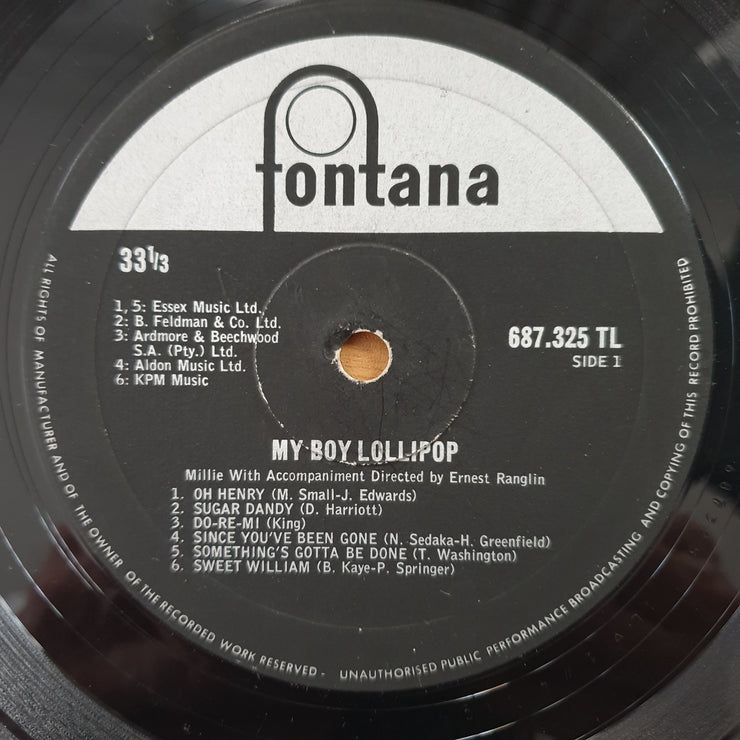 fontana
33 1/3
1, 5: Essex Music Ltd.
2: B. Feldman & Co. Ltd.
3: Ardmore & Beechwood
S.A. (Pty.) Ltd.
4: Aldon Music Ltd.
6: KPM Music
687.325 TL
SIDE 1
MY BOY LOLLIPOP
Millie With Accompaniment Directed by Ernest Ranglin
1. OH HENRY (M. Small-J. Edwards)
2. SUGAR DANDY (D. Harriott)
3. DO-RE-MI (King)
4. SINCE YOU'VE BEEN GONE (N. Sedaka-H. Greenfield)
5. SOMETHING'S GOTTA BE DONE (T. Washington)
6. SWEET WILLIAM (B. Kaye-P. Springer)
ALL RIGHTS OF MANUFACTURER AND OF THE OWNER OF THE RECORDED WORK RESERVED - UNAUTHORISED PUBLIC PERFORMANCE BROADCASTING AND COPYING OF THIS RECORD PROHIBITED